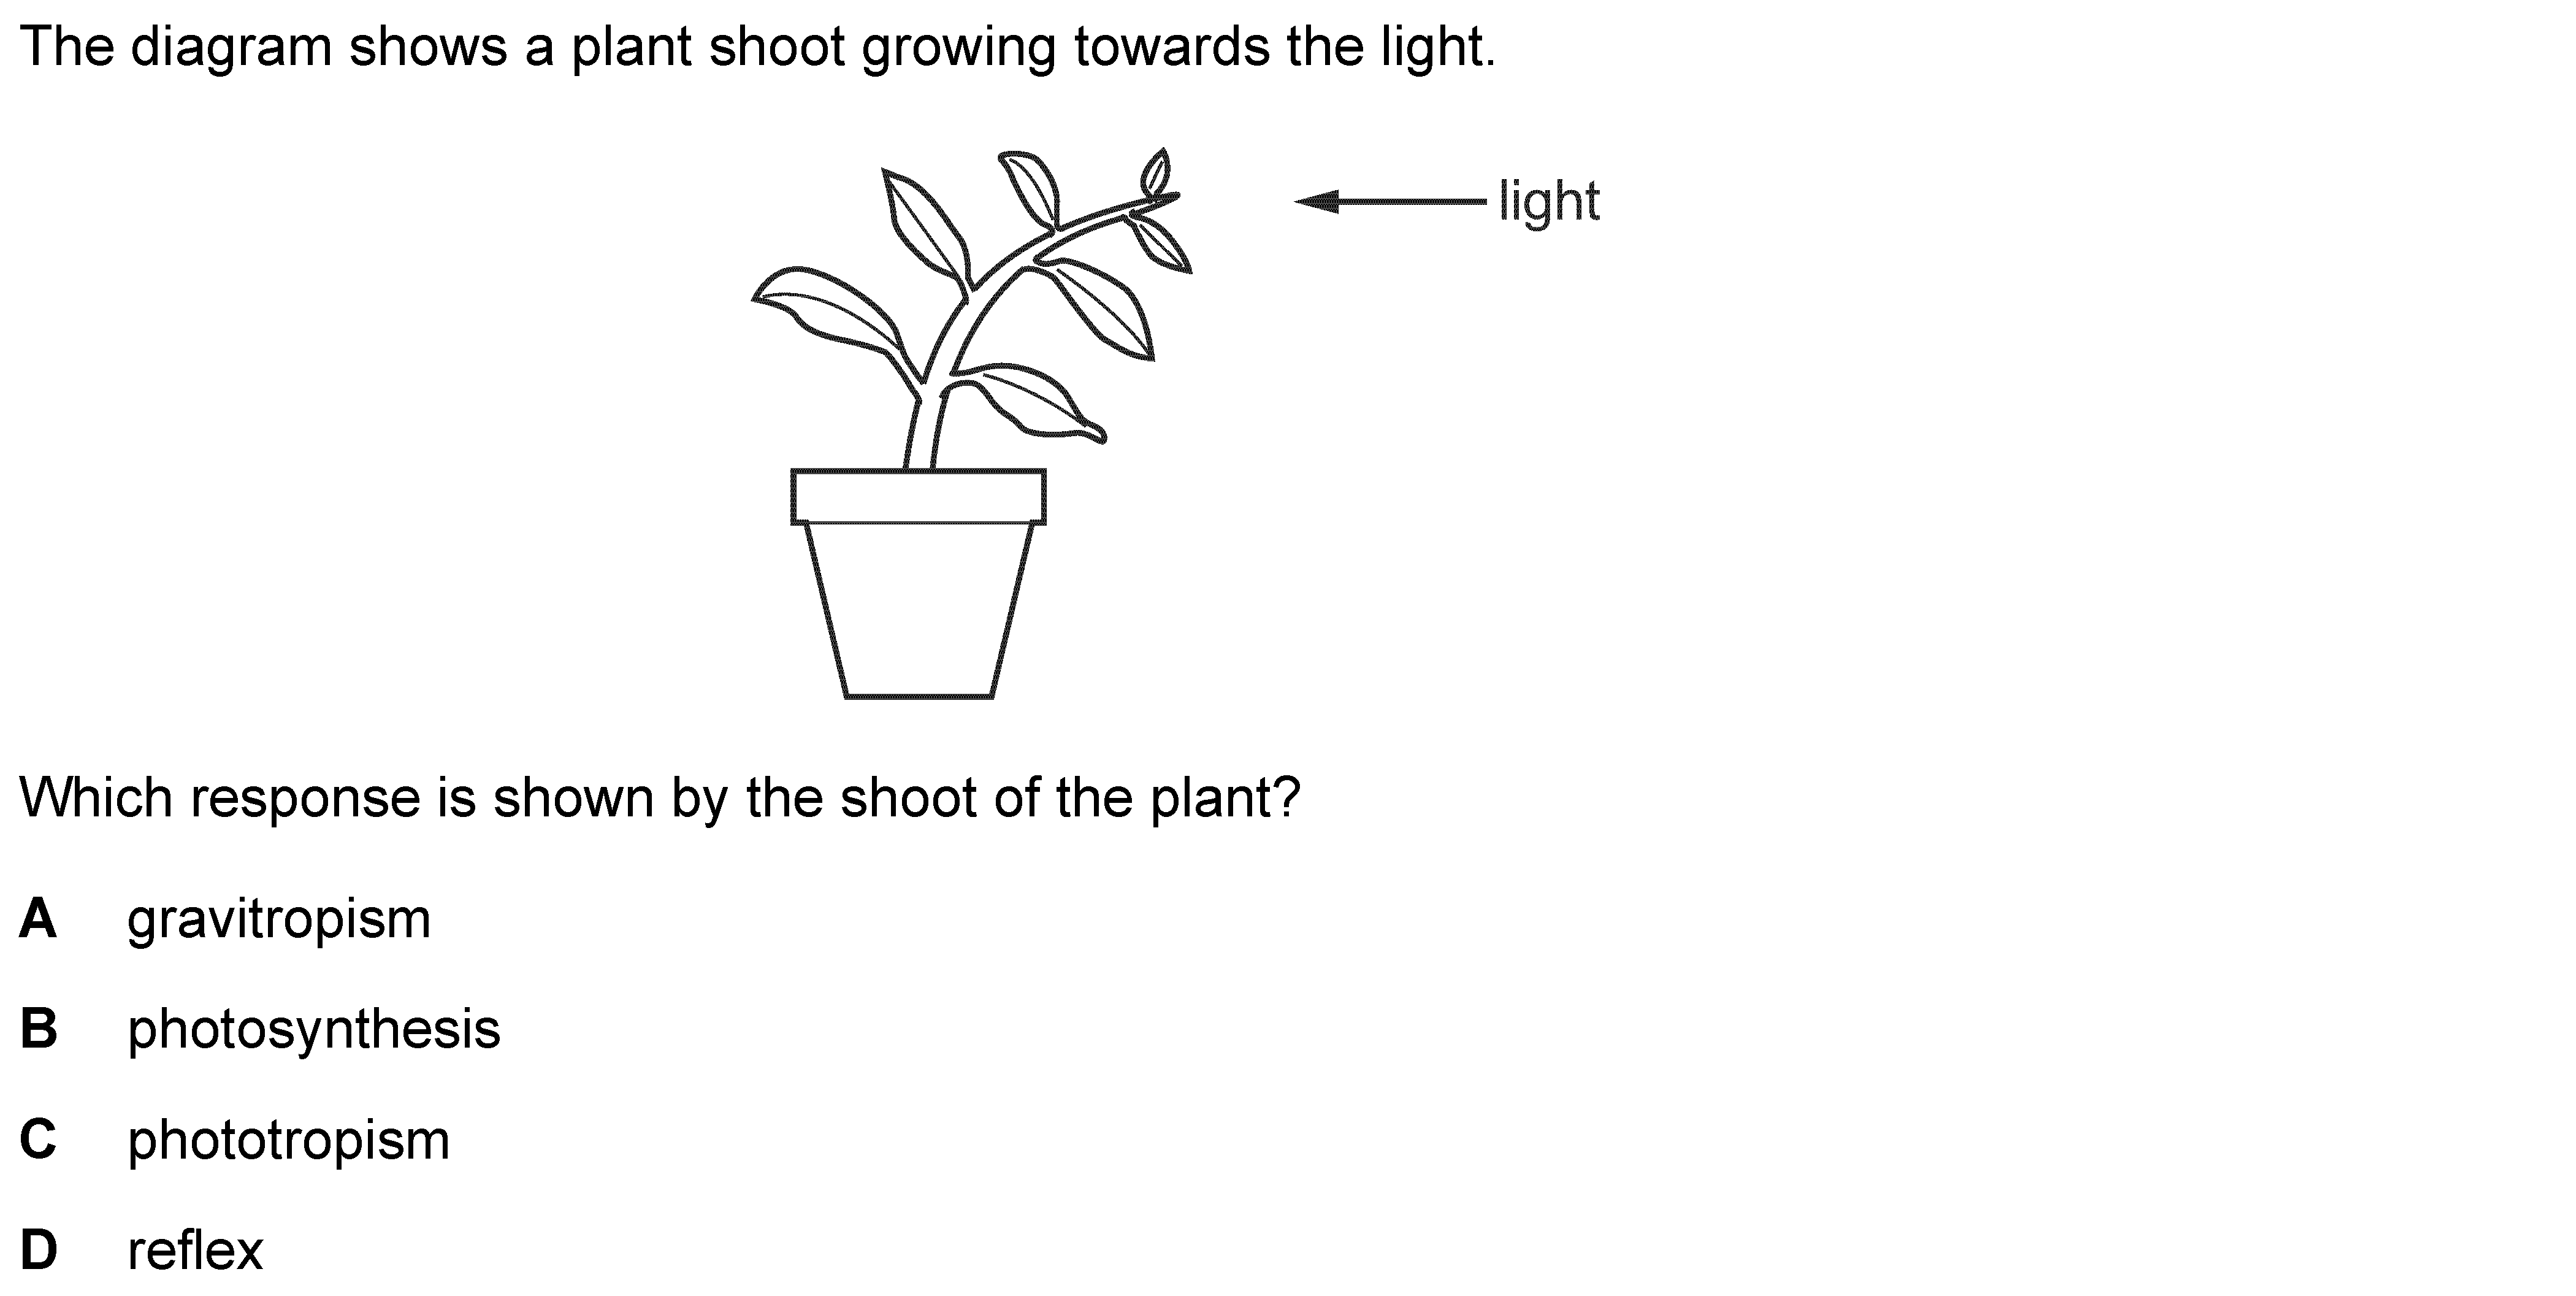 The diagram shows a plant shoot growing towards the light.
light
Which response is shown by the shoot of the plant?
A gravitropism
B photosynthesis
C phototropism
D reflex